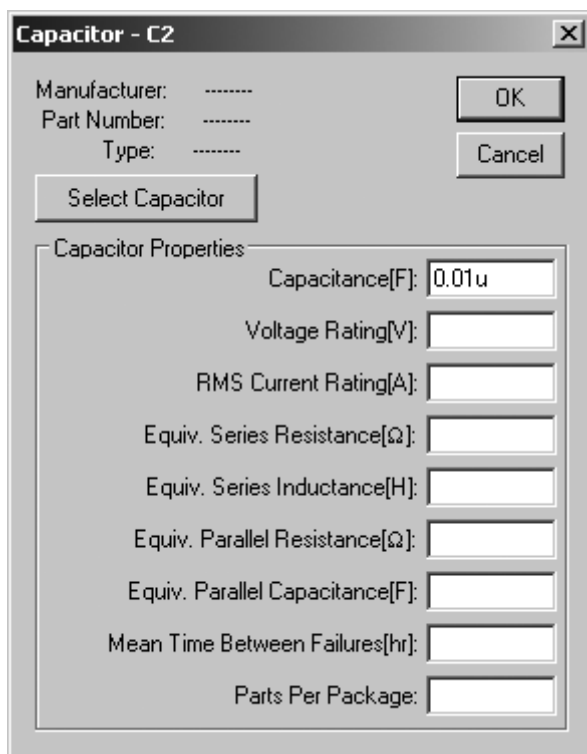 Capacitor - C2
Manufacturer: --------
Part Number: --------
Type: --------
OK
Cancel
Select Capacitor
Capacitor Properties
Capacitance[F]: 0.01u
Voltage Rating[V]:
RMS Current Rating[A]:
Equiv. Series Resistance[Ω]:
Equiv. Series Inductance[H]:
Equiv. Parallel Resistance[Ω]:
Equiv. Parallel Capacitance[F]:
Mean Time Between Failures[hr]:
Parts Per Package: